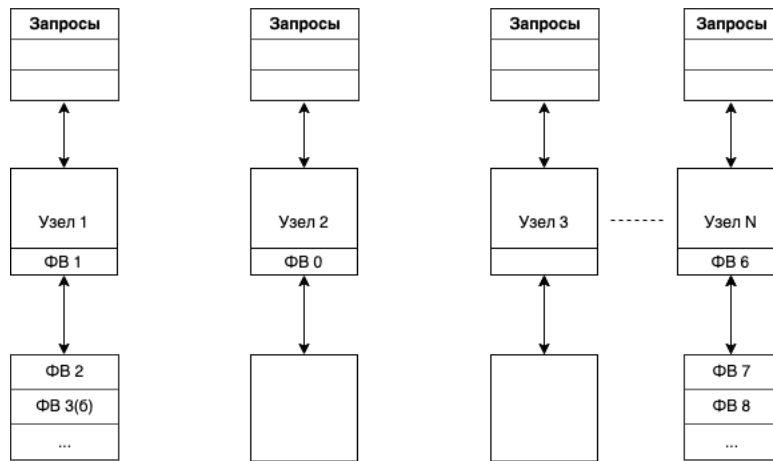 Запросы
Запросы
Запросы
Запросы
Узел 1
Узел 2
Узел 3
Узел N
ФВ 1
ФВ 0
ФВ 6
ФВ 2
ФВ 7
ФВ 3(б)
ФВ 8
...
...